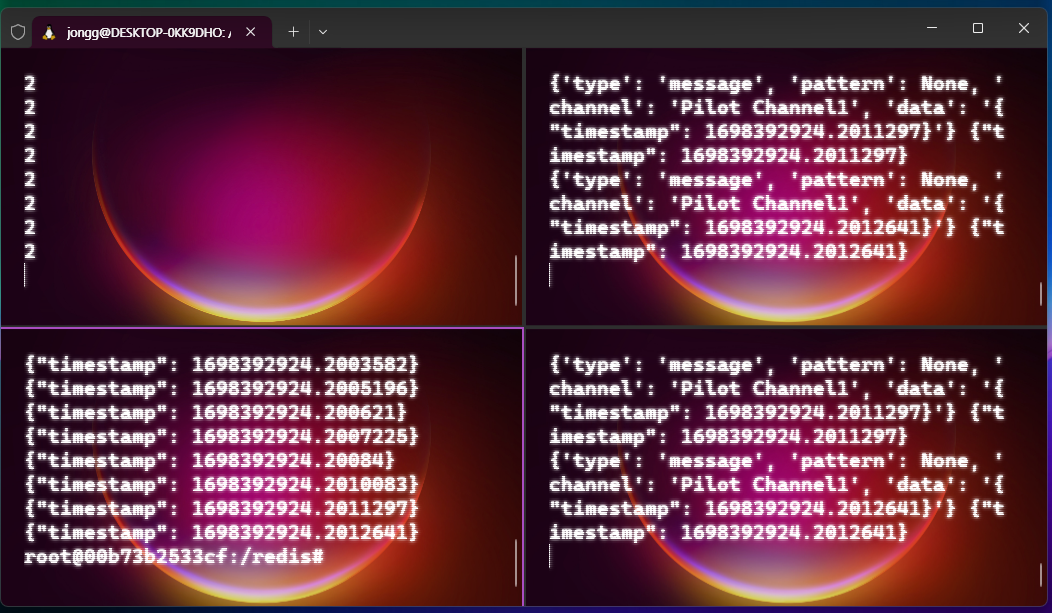 jongg@DESKTOP-0KK9DHO: /
2
2
2
2
2
2
2
2
{'type': 'message', 'pattern': None, '
channel': 'Pilot Channel1', 'data': '{
"timestamp": 1698392924.2011297}'} {"t
imestamp": 1698392924.2011297}
{'type': 'message', 'pattern': None, '
channel': 'Pilot Channel1', 'data': '{
"timestamp": 1698392924.2012641}'} {"t
imestamp": 1698392924.2012641}
{"timestamp": 1698392924.2003582}
{"timestamp": 1698392924.2005196}
{"timestamp": 1698392924.200621}
{"timestamp": 1698392924.2007225}
{"timestamp": 1698392924.20084}
{"timestamp": 1698392924.2010083}
{"timestamp": 1698392924.2011297}
{"timestamp": 1698392924.2012641}
root@00b73b2533cf:/redis#
{'type': 'message', 'pattern': None, '
channel': 'Pilot Channel1', 'data': '{
"timestamp": 1698392924.2011297}'} {"t
imestamp": 1698392924.2011297}
{'type': 'message', 'pattern': None, '
channel': 'Pilot Channel1', 'data': '{
"timestamp": 1698392924.2012641}'} {"t
imestamp": 1698392924.2012641}